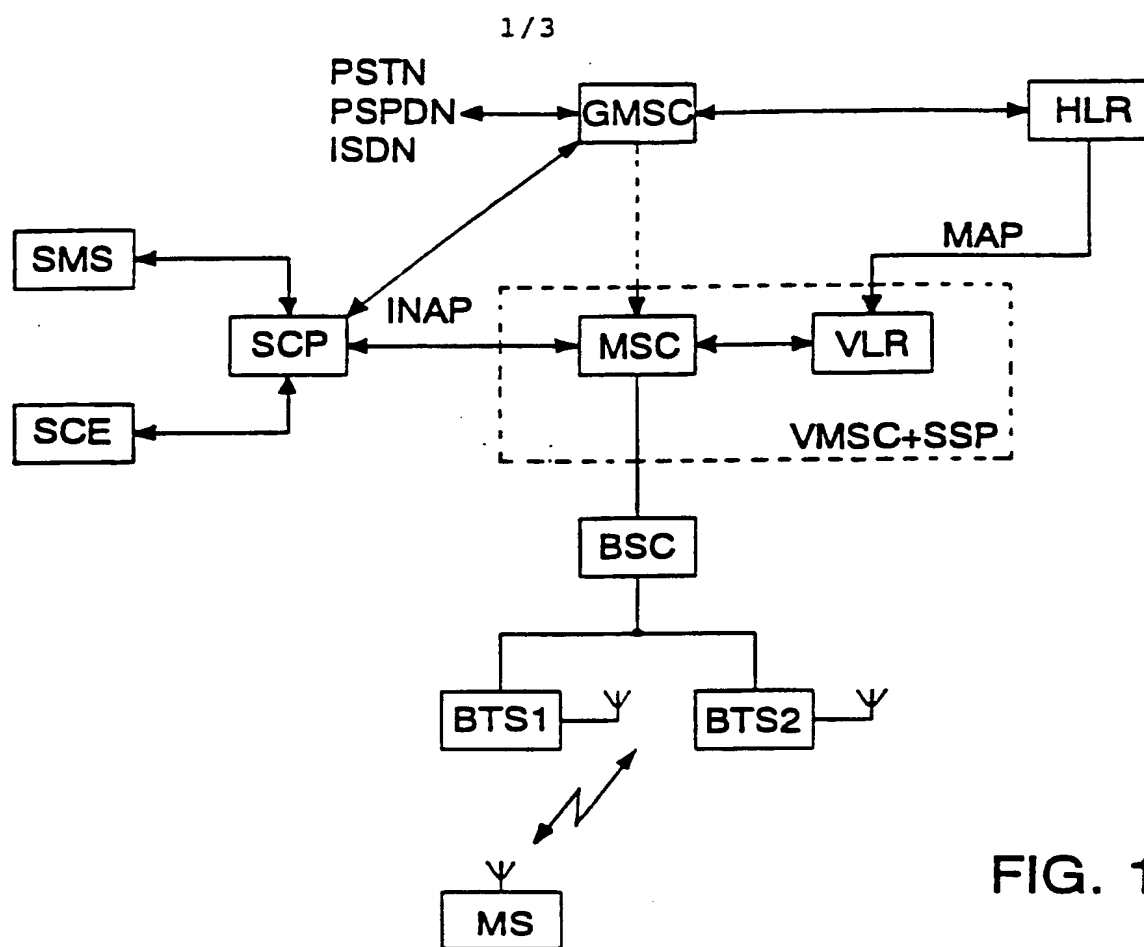 1/3
PSTN
PSPDN
ISDN
GMSC
HLR
MAP
SMS
INAP
SCP
MSC
VLR
SCE
VMSC+SSP
BSC
BTS1
BTS2
MS
FIG. 1